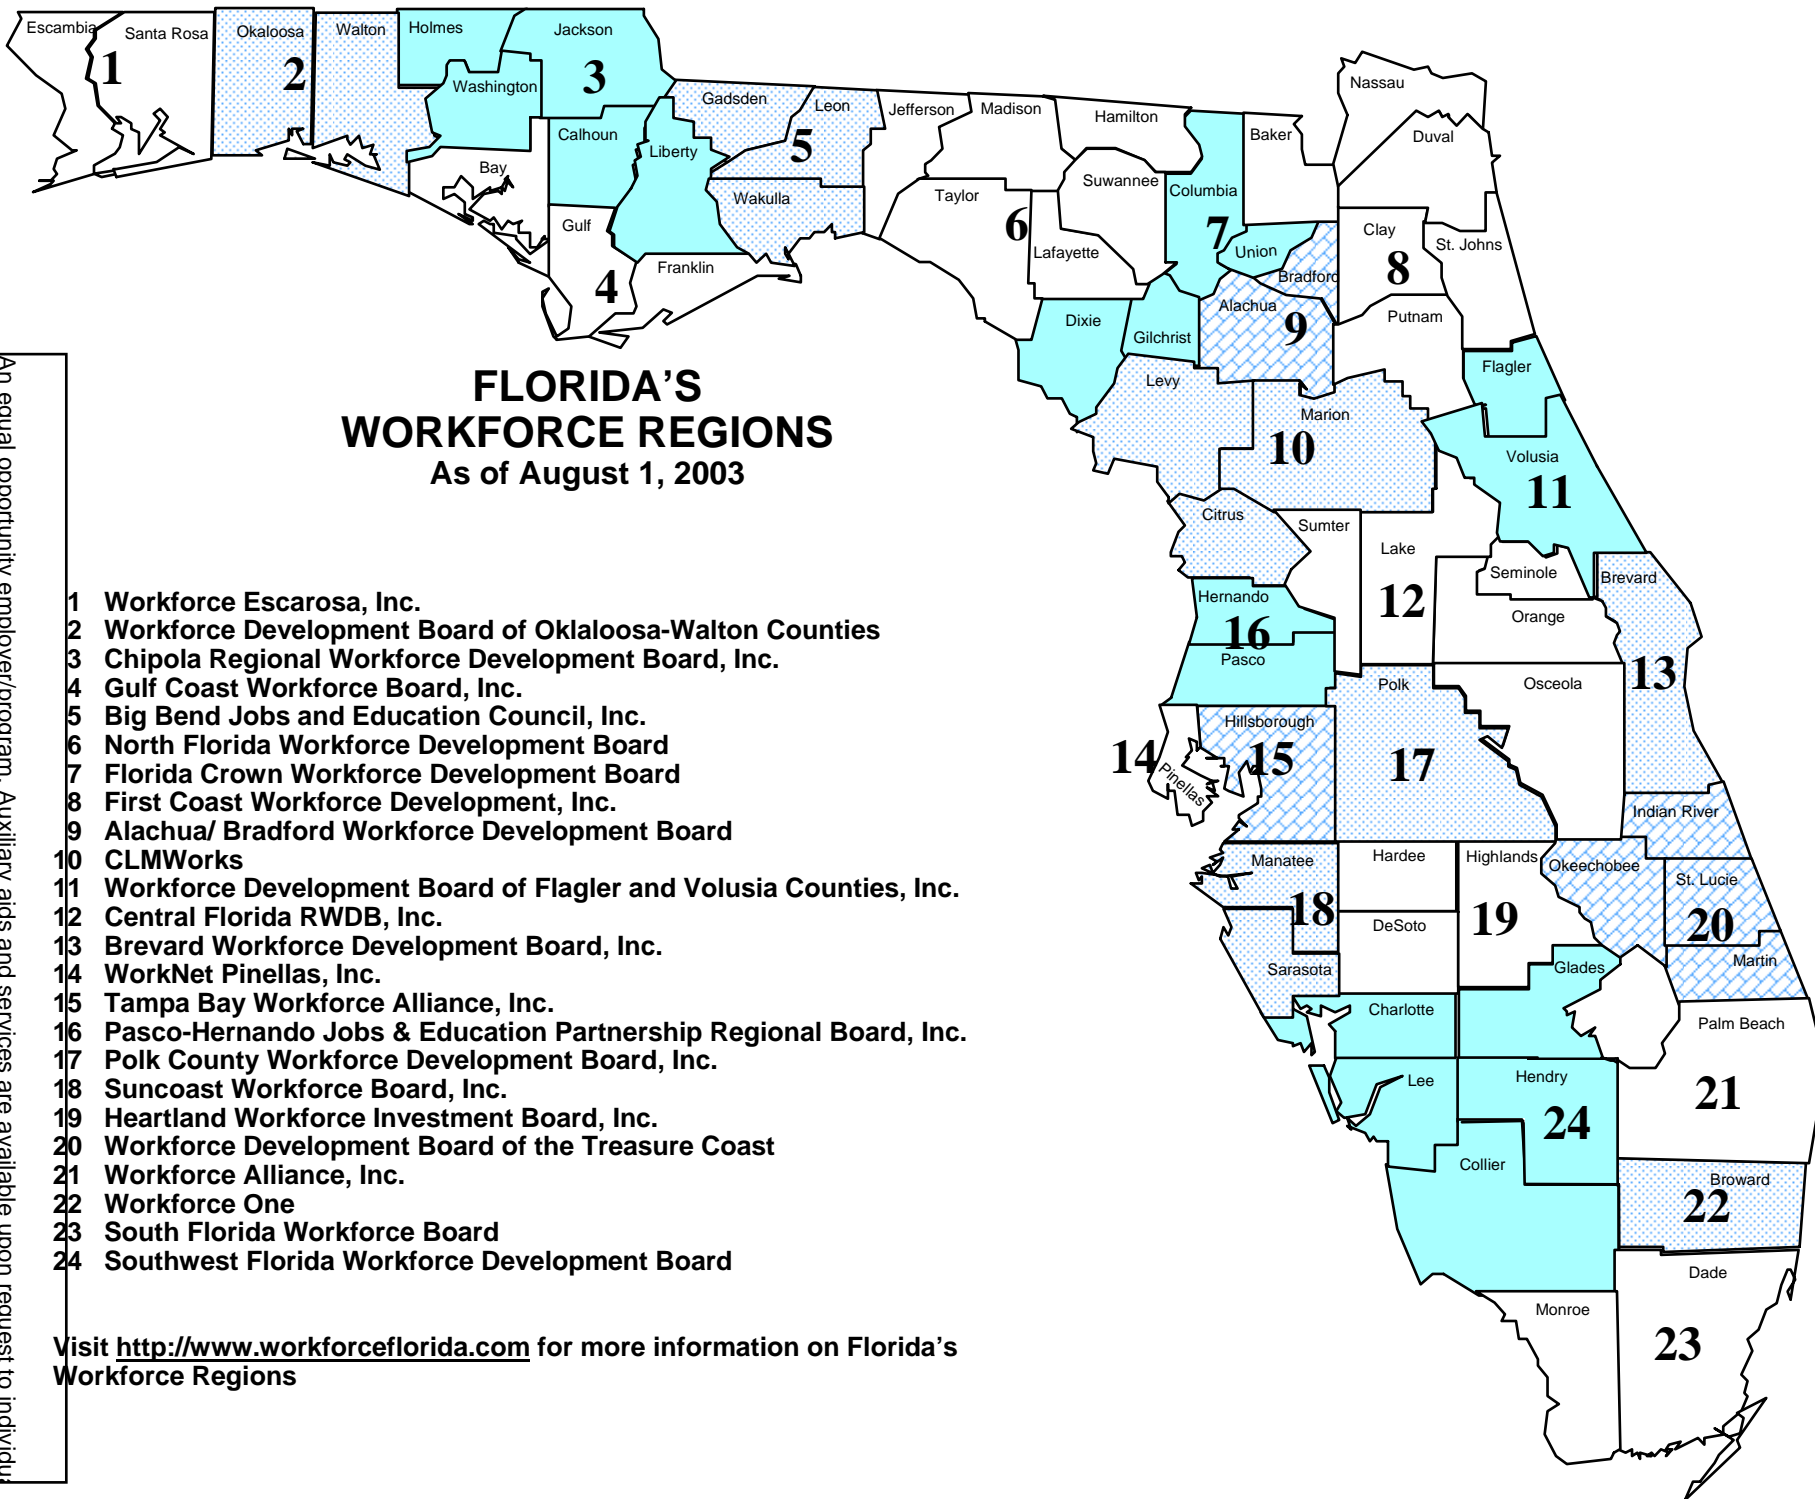 Escambia
Santa Rosa
1
Okaloosa
2
Walton
Holmes
Jackson
3
Washington
Calhoun
Liberty
Bay
Gulf
4
Franklin
Gadsden
Leon
5
Wakulla
Jefferson
Madison
Hamilton
Taylor
6
Lafayette
Suwannee
Columbia
7
Union
Baker
Nassau
Duval
Clay
8
St. Johns
Bradford
Alachua
9
Putnam
Dixie
Gilchrist
Levy
Marion
10
Flagler
Volusia
11
Citrus
Sumter
Lake
12
Seminole
Orange
Brevard
13
Hernando
16
Pasco
Polk
17
Osceola
14
Pinellas
Hillsborough
15
Indian River
Manatee
18
Hardee
Highlands
19
Okeechobee
St. Lucie
20
DeSoto
Sarasota
Glades
Martin
Charlotte
Palm Beach
21
Lee
Hendry
24
Collier
Broward
22
Dade
Monroe
23
FLORIDA’S
WORKFORCE REGIONS
As of August 1, 2003
1 Workforce Escarosa, Inc.
2 Workforce Development Board of Oklaloosa-Walton Counties
3 Chipola Regional Workforce Development Board, Inc.
4 Gulf Coast Workforce Board, Inc.
5 Big Bend Jobs and Education Council, Inc.
6 North Florida Workforce Development Board
7 Florida Crown Workforce Development Board
8 First Coast Workforce Development, Inc.
9 Alachua/ Bradford Workforce Development Board
10 CLMWorks
11 Workforce Development Board of Flagler and Volusia Counties, Inc.
12 Central Florida RWDB, Inc.
13 Brevard Workforce Development Board, Inc.
14 WorkNet Pinellas, Inc.
15 Tampa Bay Workforce Alliance, Inc.
16 Pasco-Hernando Jobs & Education Partnership Regional Board, Inc.
17 Polk County Workforce Development Board, Inc.
18 Suncoast Workforce Board, Inc.
19 Heartland Workforce Investment Board, Inc.
20 Workforce Development Board of the Treasure Coast
21 Workforce Alliance, Inc.
22 Workforce One
23 South Florida Workforce Board
24 Southwest Florida Workforce Development Board
Visit http://www.workforceflorida.com for more information on Florida’s
Workforce Regions
An equal opportunity employer/program. Auxiliary aids and services are available upon request to